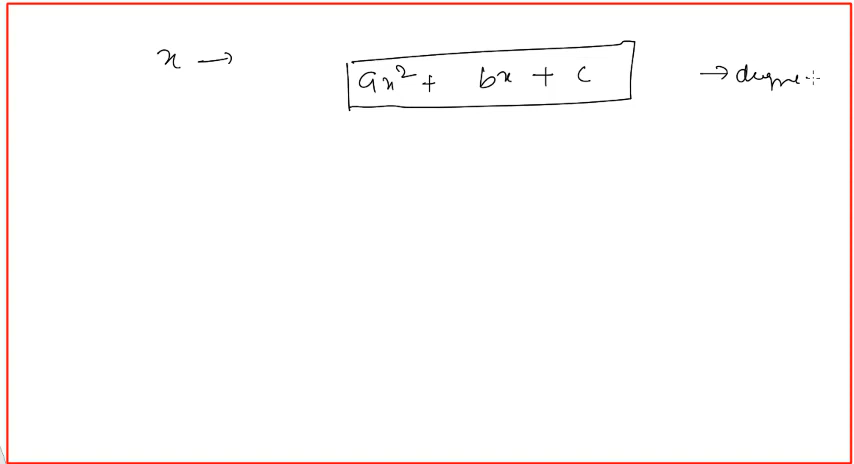 x → ax² + bx + c → degree